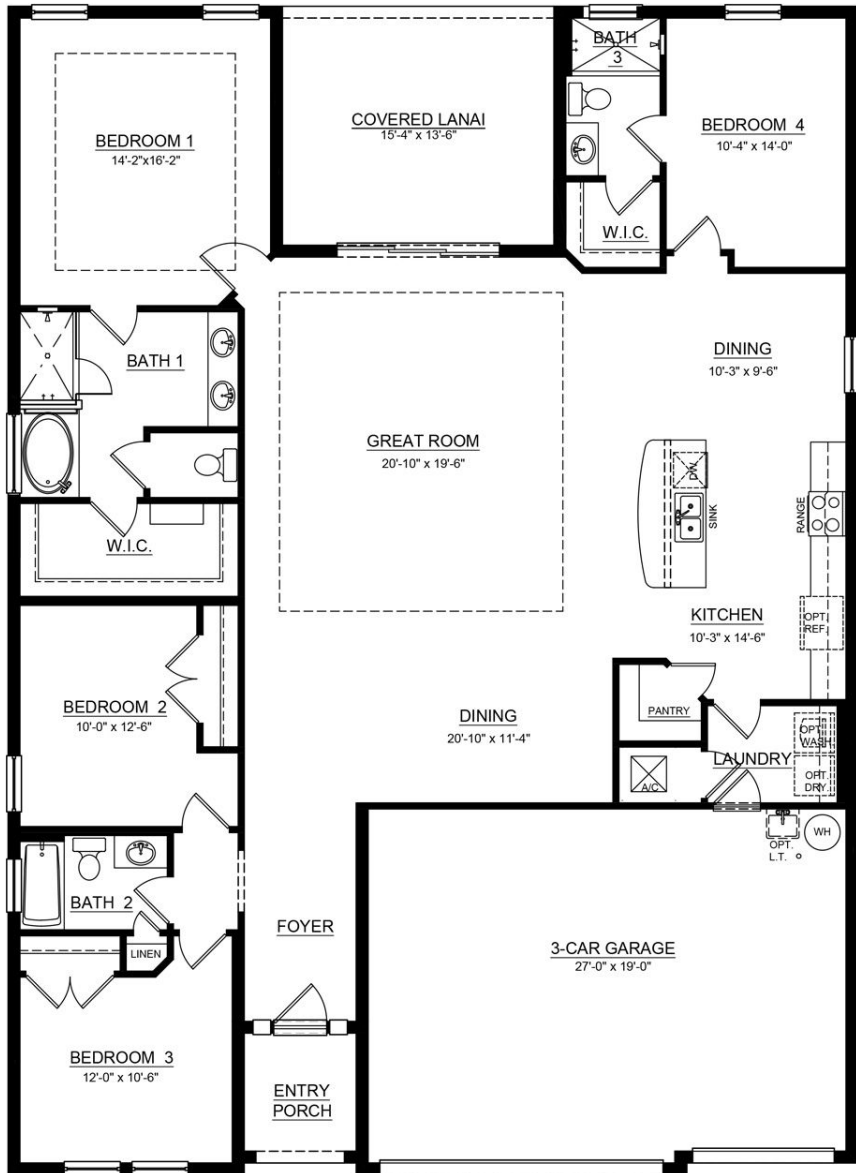 BATH
3
COVERED LANAI
15'-4" x 13'-6"
BEDROOM 4
10'-4" x 14'-0"
BEDROOM 1
14'-2"x16'-2"
W.I.C.
BATH 1
DINING
10'-3" x 9'-6"
GREAT ROOM
20'-10" x 19'-6"
DW
SINK
RANGE
W.I.C.
KITCHEN
10'-3" x 14'-6"
OPT.
REF.
BEDROOM 2
10'-0" x 12'-6"
DINING
20'-10" x 11'-4"
PANTRY
OPT.
WASH
LAUNDRY
A/C
OPT.
DRY.
OPT.
L.T.
WH
BATH 2
LINEN
FOYER
3-CAR GARAGE
27'-0" x 19'-0"
BEDROOM 3
12'-0" x 10'-6"
ENTRY
PORCH